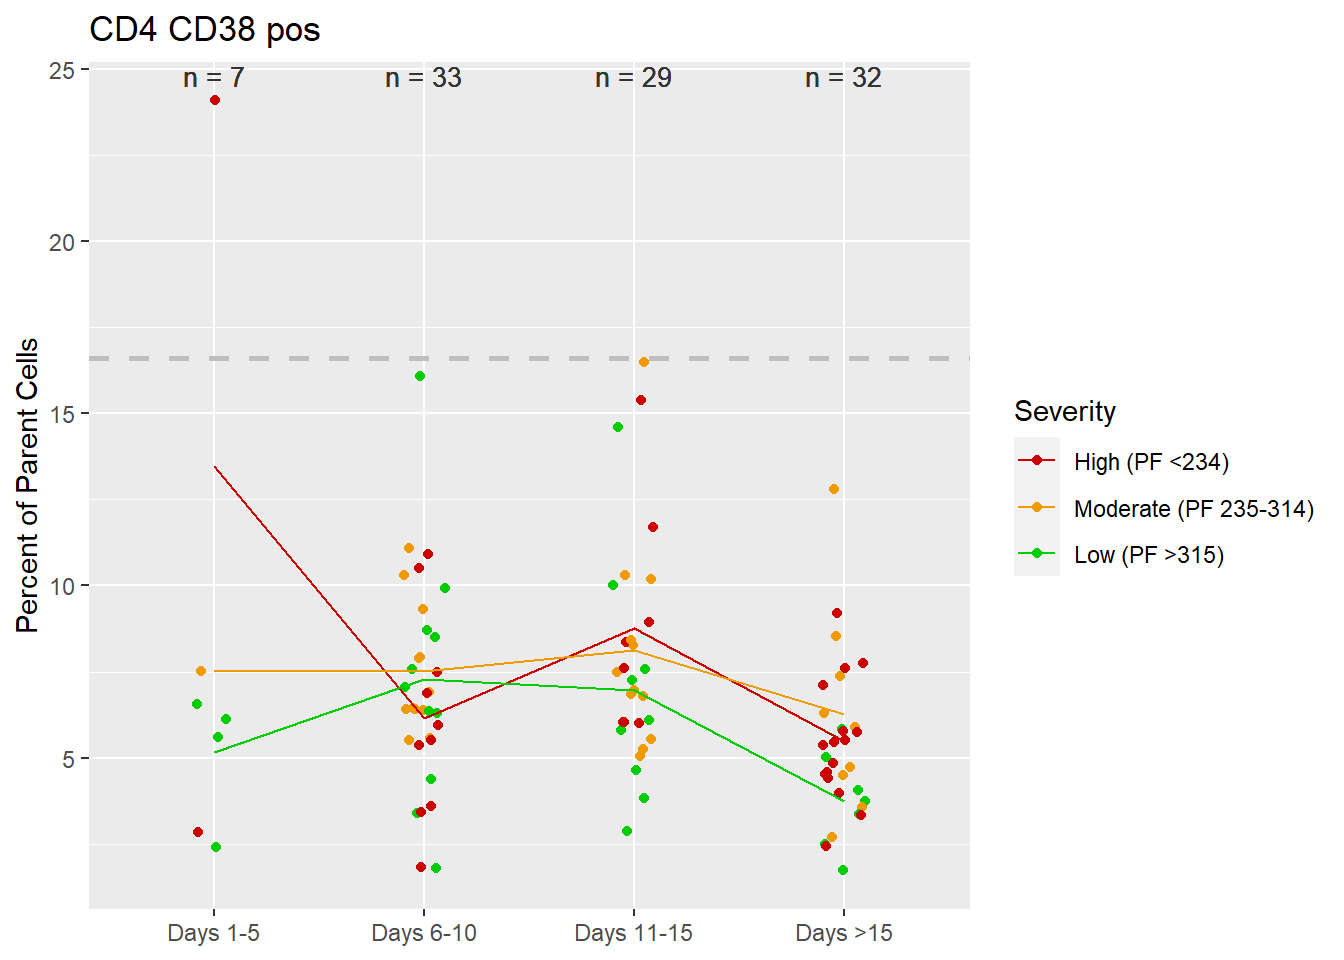 CD4 CD38 pos
n = 7
n = 33
n = 29
n = 32
25
20
15
10
5
Percent of Parent Cells
Days 1-5
Days 6-10
Days 11-15
Days >15
Severity
High (PF <234)
Moderate (PF 235-314)
Low (PF >315)